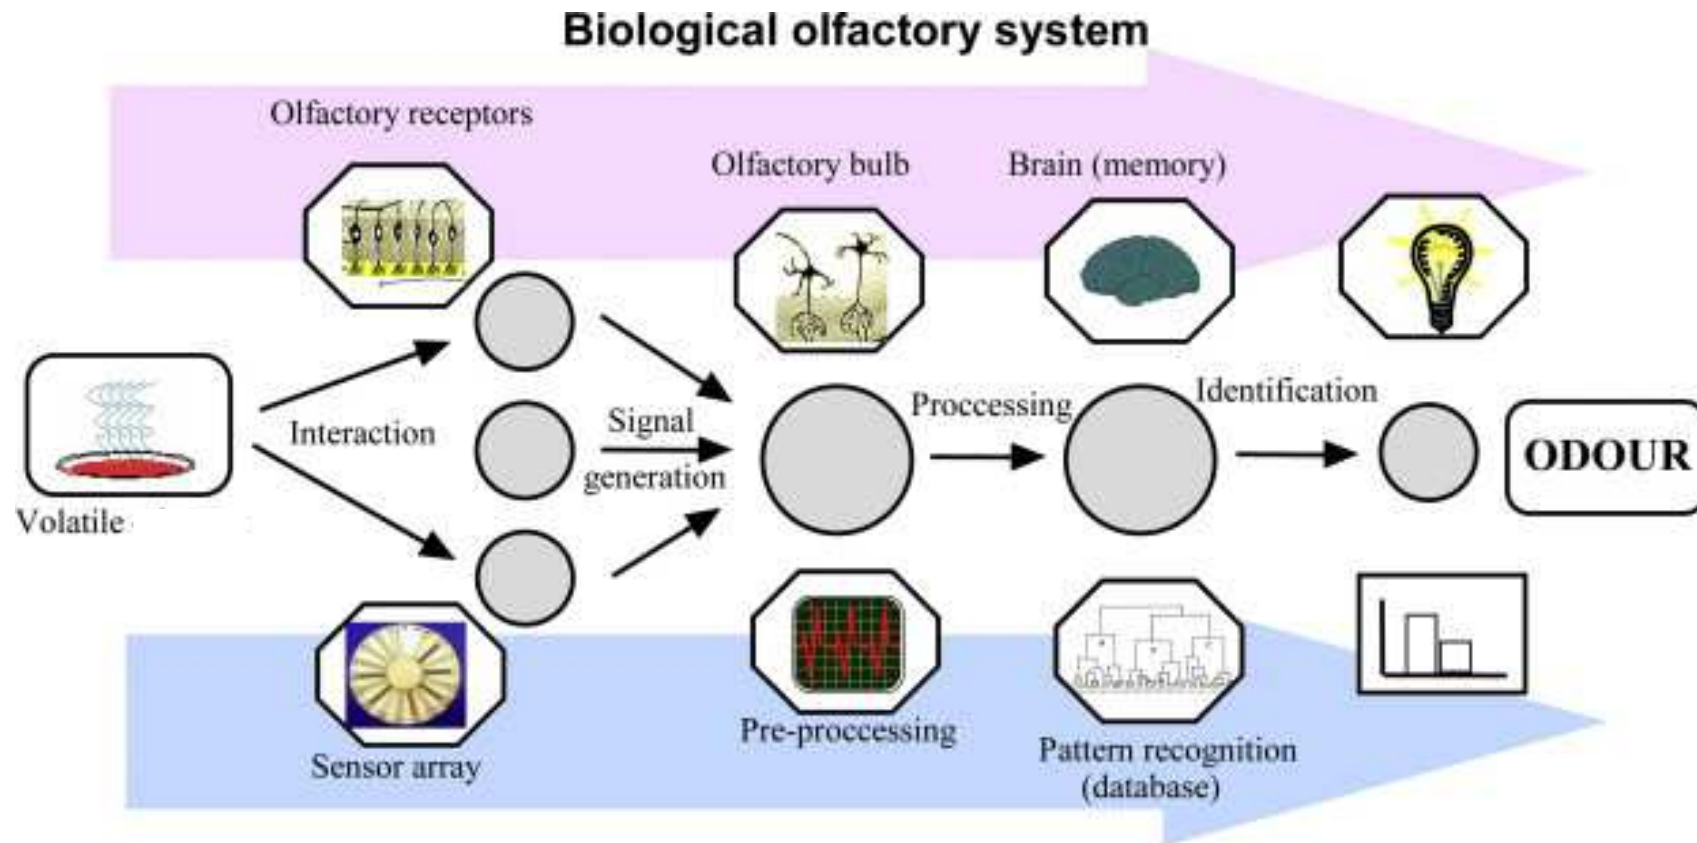 Biological olfactory system
Olfactory receptors
Olfactory bulb
Brain (memory)
Volatile
Interaction
Signal
generation
Proccessing
Identification
ODOUR
Sensor array
Pre-proccessing
Pattern recognition
(database)